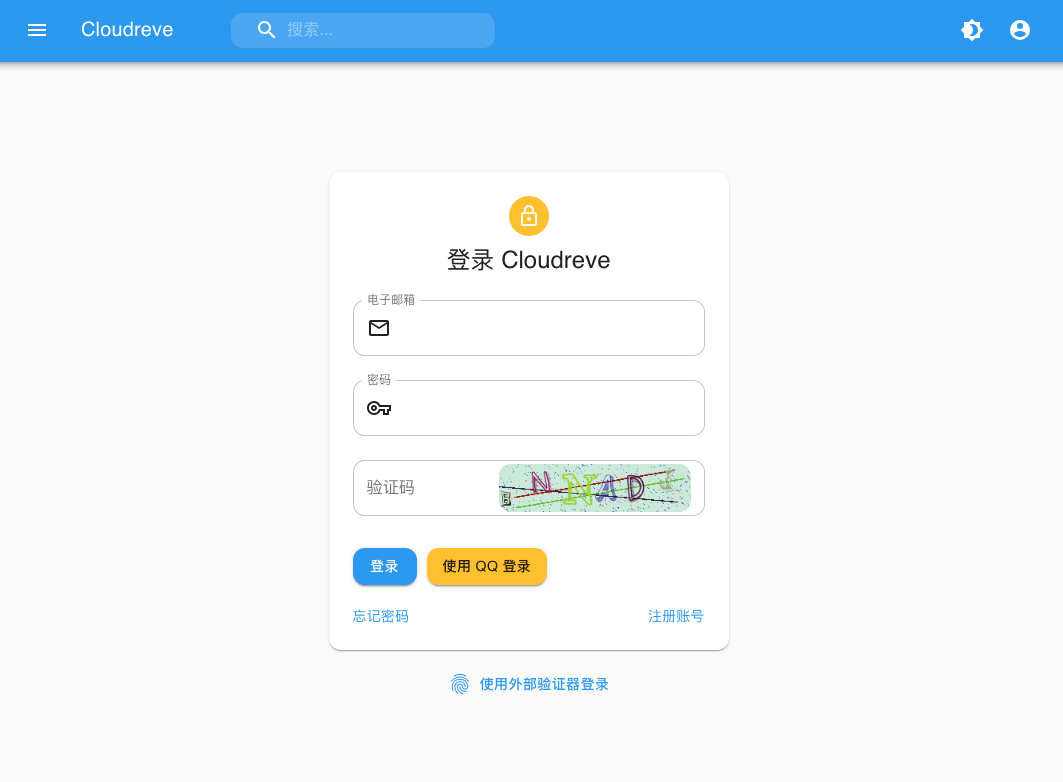 Cloudreve
搜索...
登录 Cloudreve
电子邮箱
密码
验证码
登录
使用 QQ 登录
忘记密码
注册账号
使用外部验证器登录